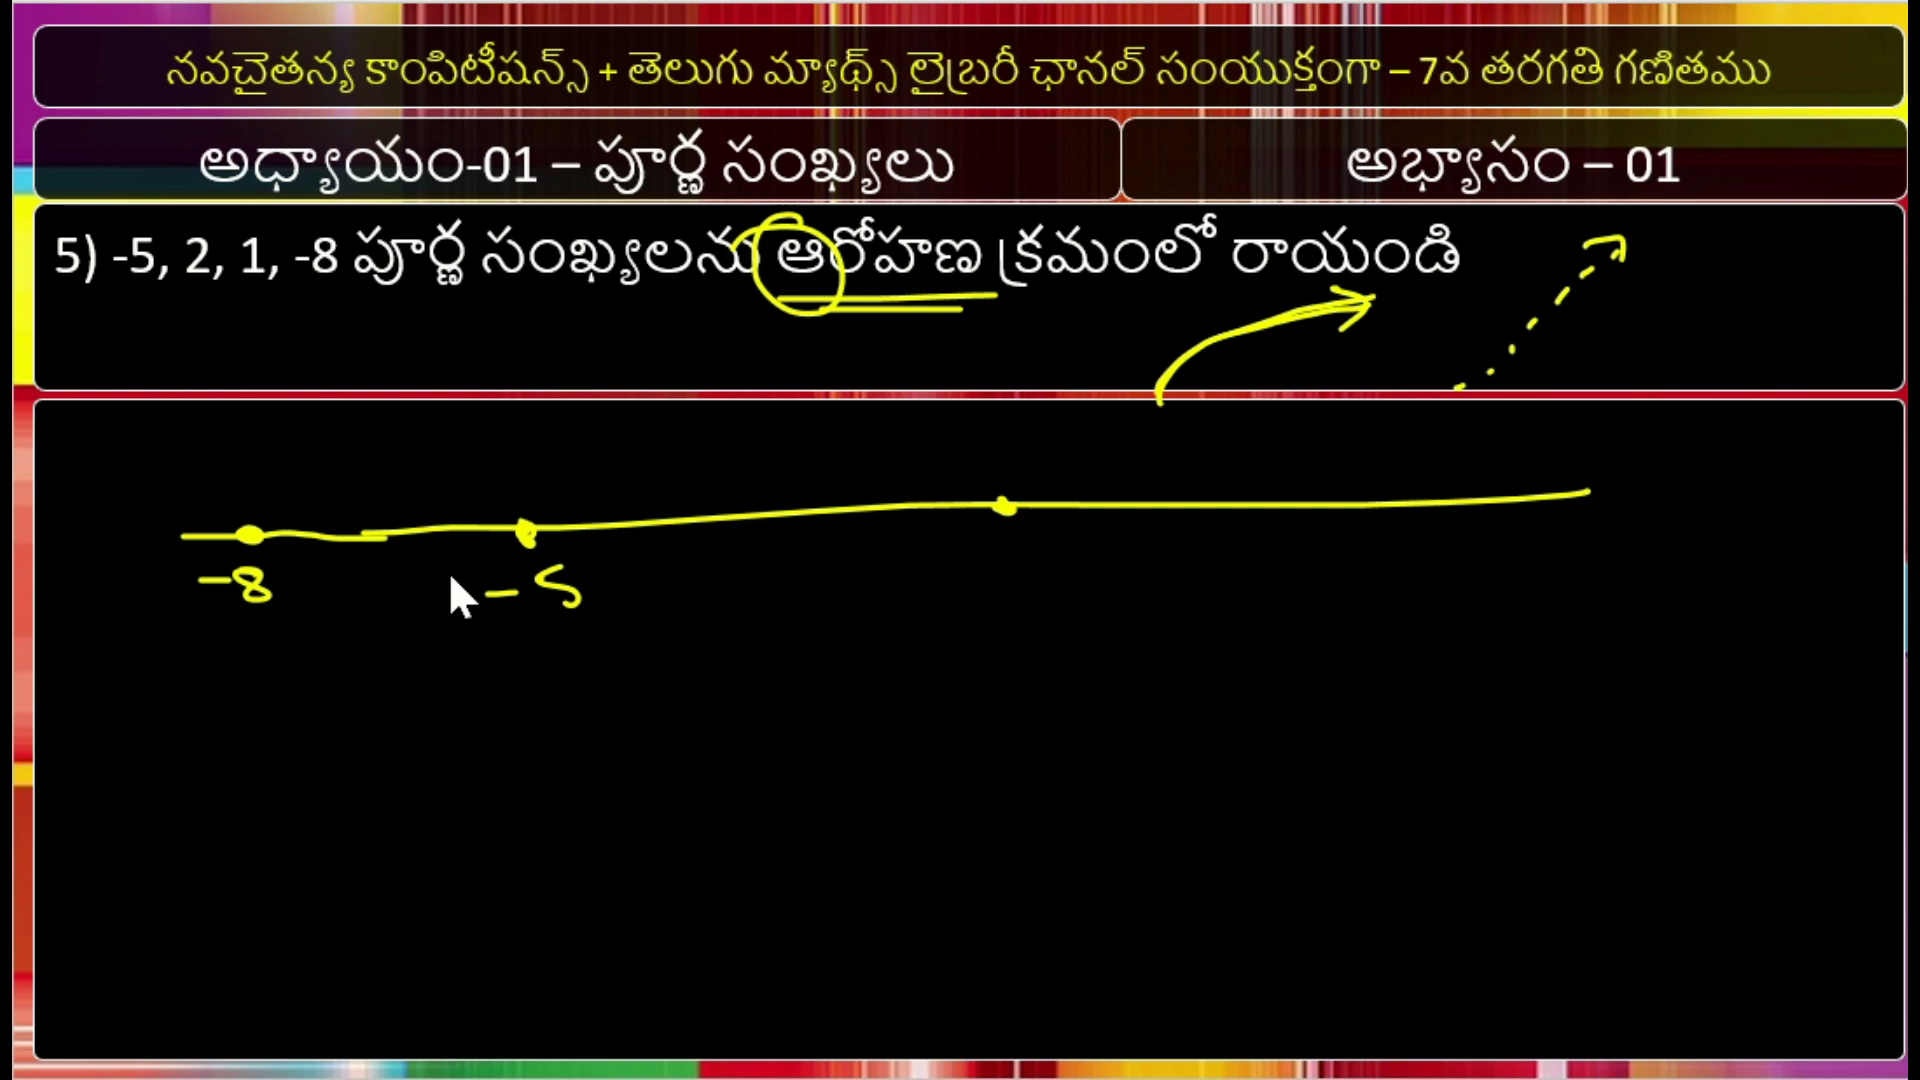 నవచైతన్య కాంపిటీషన్స్ + తెలుగు మ్యాథ్స్ లైబ్రరీ ఛానల్ సంయుక్తంగా – 7వ తరగతి గణితము
అధ్యాయం-01 – పూర్ణ సంఖ్యలు
అభ్యాసం – 01
5) -5, 2, 1, -8 పూర్ణ సంఖ్యలను ఆరోహణ క్రమంలో రాయండి
-8 -5